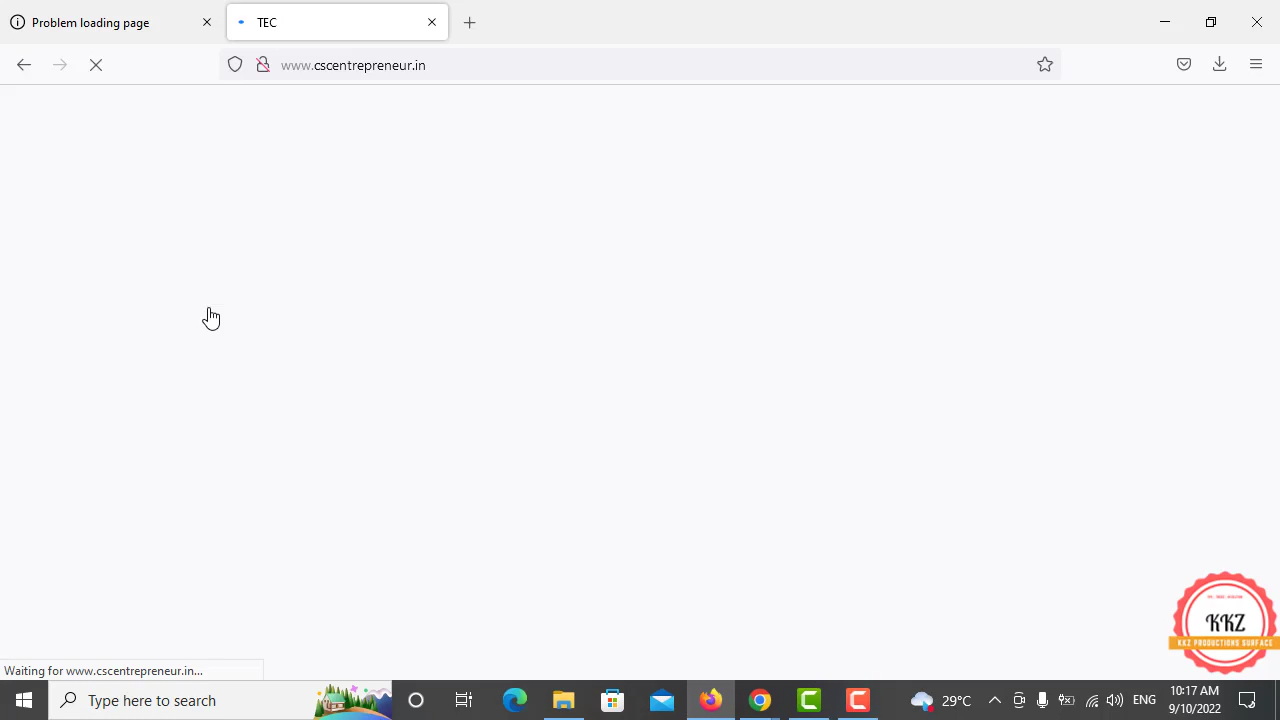 Problem loading page
TEC
www.cscentrepreneur.in
KKZ
KKZ PRODUCTIONS SURFACE
Waiting for www.cscentrepreneur.in...
Type here to search
29°C
ENG
10:17 AM
9/10/2022